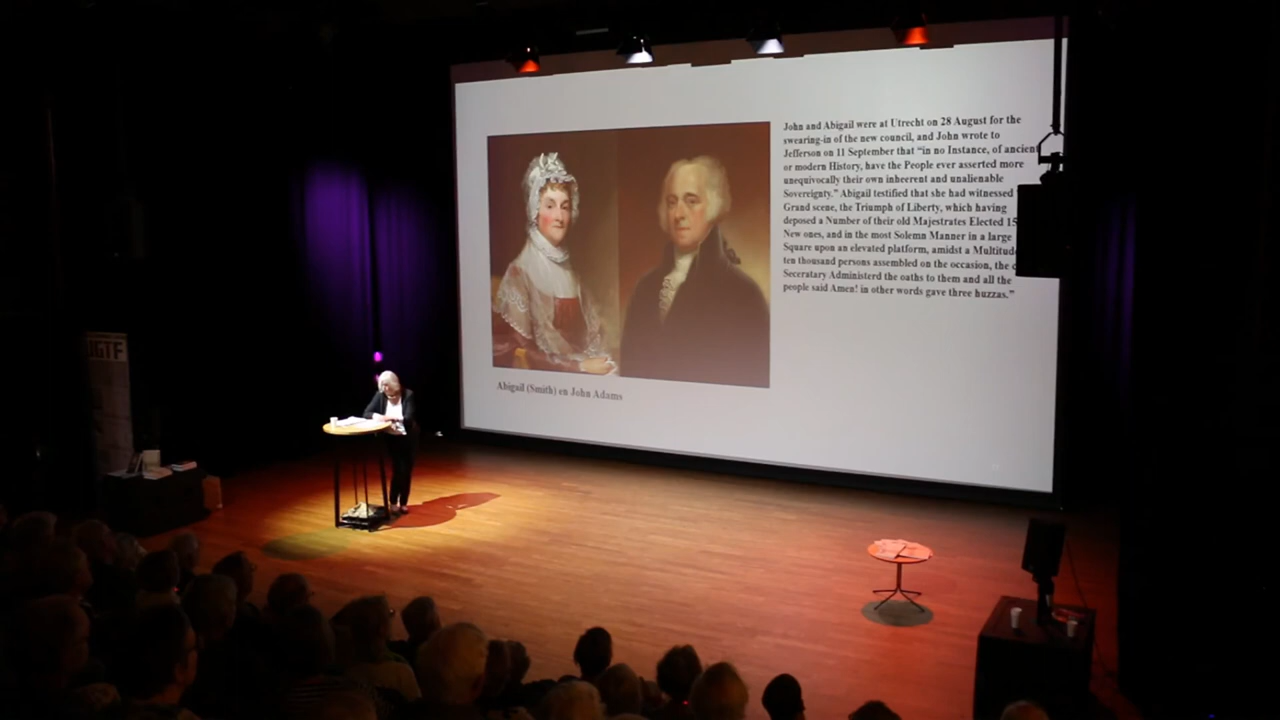 John and Abigail were at Utrecht on 28 August for the
swearing-in of the new council, and John wrote to
Jefferson on 11 September that “in no Instance, of ancient
or modern History, have the People ever asserted more
unequivocally their own inherent and unalienable
Sovereignty.” Abigail testified that she had witnessed
Grand scene, the Triumph of Liberty, which having
deposed a Number of their old Majestrates Elected 15
New ones, and in the most Solemn Manner in a large
Square upon an elevated platform, amidst a Multitude
ten thousand persons assembled on the occasion, the
Seceratary Administerd the oaths to them and all the
people said Amen! in other words gave three huzzas.”
Abigail (Smith) en John Adams